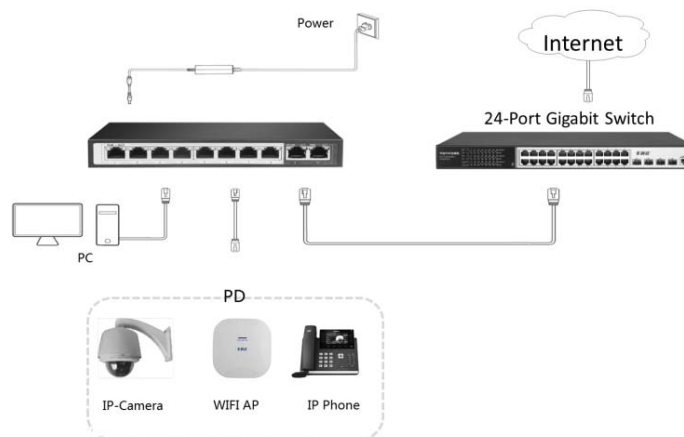 Power
Internet
24-Port Gigabit Switch
PC
PD
IP-Camera
WIFI AP
IP Phone